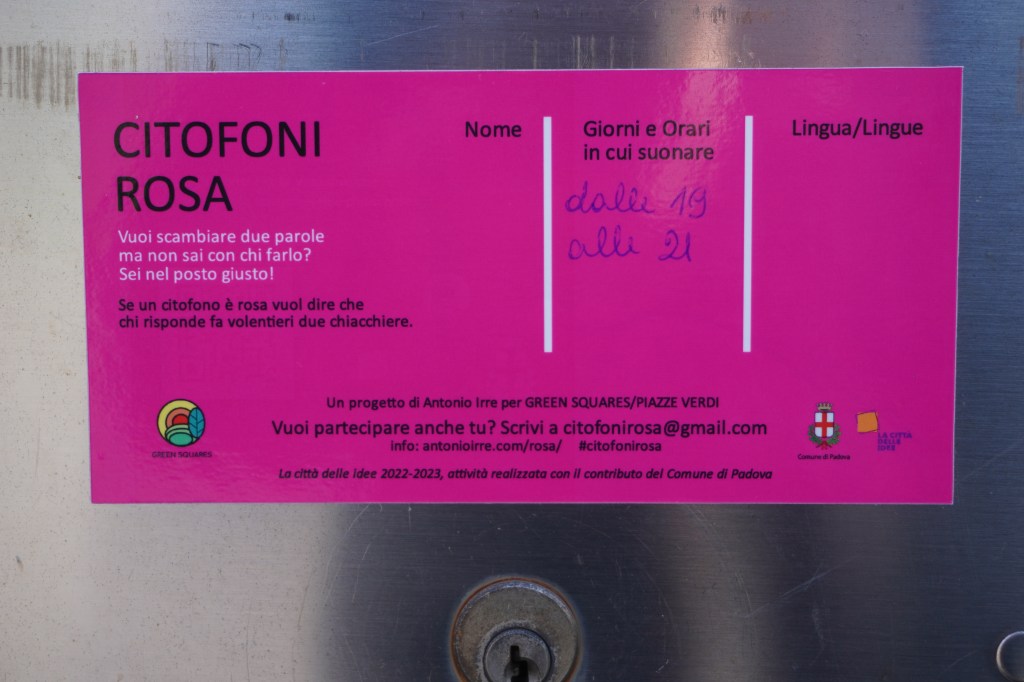 CITOFONI
ROSA
Vuoi scambiare due parole
ma non sai con chi farlo?
Sei nel posto giusto!
Se un citofono è rosa vuol dire che
chi risponde fa volentieri due chiacchiere.
Nome
Giorni e Orari
in cui suonare
dalle 19
alle 21
Lingua/Lingue
Un progetto di Antonio Irre per GREEN SQUARES/PIAZZE VERDI
Vuoi partecipare anche tu? Scrivi a citofonirosa@gmail.com
info: antonioirre.com/rosa/ #citofonirosa
La città delle idee 2022-2023, attività realizzata con il contributo del Comune di Padova
GREEN SQUARES
Comune di Padova
LA CITTÀ
DELLE
IDEE